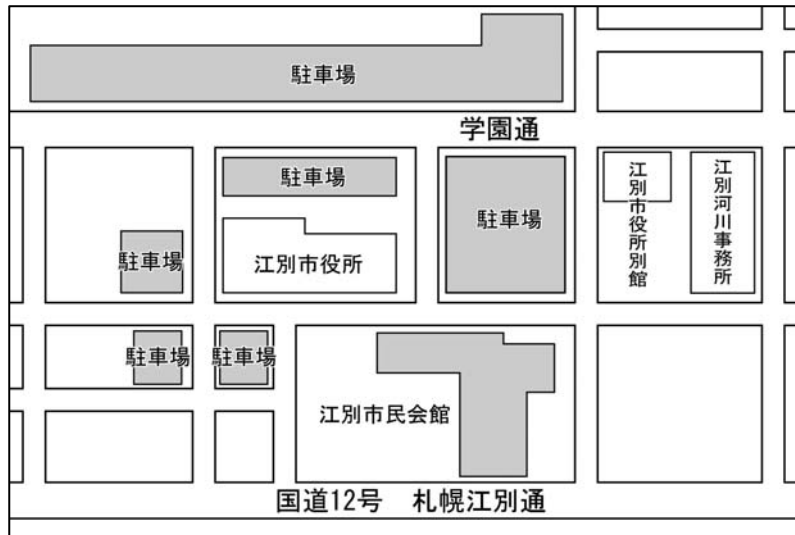 駐車場
学園通
駐車場
駐車場
江別市役所別館
江別河川事務所
駐車場
江別市役所
駐車場
駐車場
江別市民会館
国道12号　札幌江別通